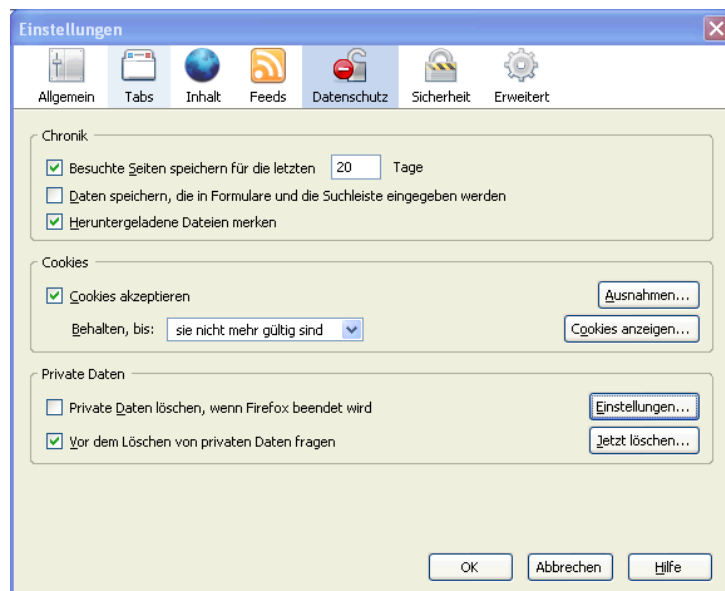 Einstellungen
Allgemein Tabs Inhalt Feeds Datenschutz Sicherheit Erweitert
Chronik
Besuchte Seiten speichern für die letzten 20 Tage
Daten speichern, die in Formulare und die Suchleiste eingegeben werden
Heruntergeladene Dateien merken
Cookies
Cookies akzeptieren Ausnahmen...
Behalten, bis: sie nicht mehr gültig sind Cookies anzeigen...
Private Daten
Private Daten löschen, wenn Firefox beendet wird Einstellungen...
Vor dem Löschen von privaten Daten fragen Jetzt löschen...
OK Abbrechen Hilfe